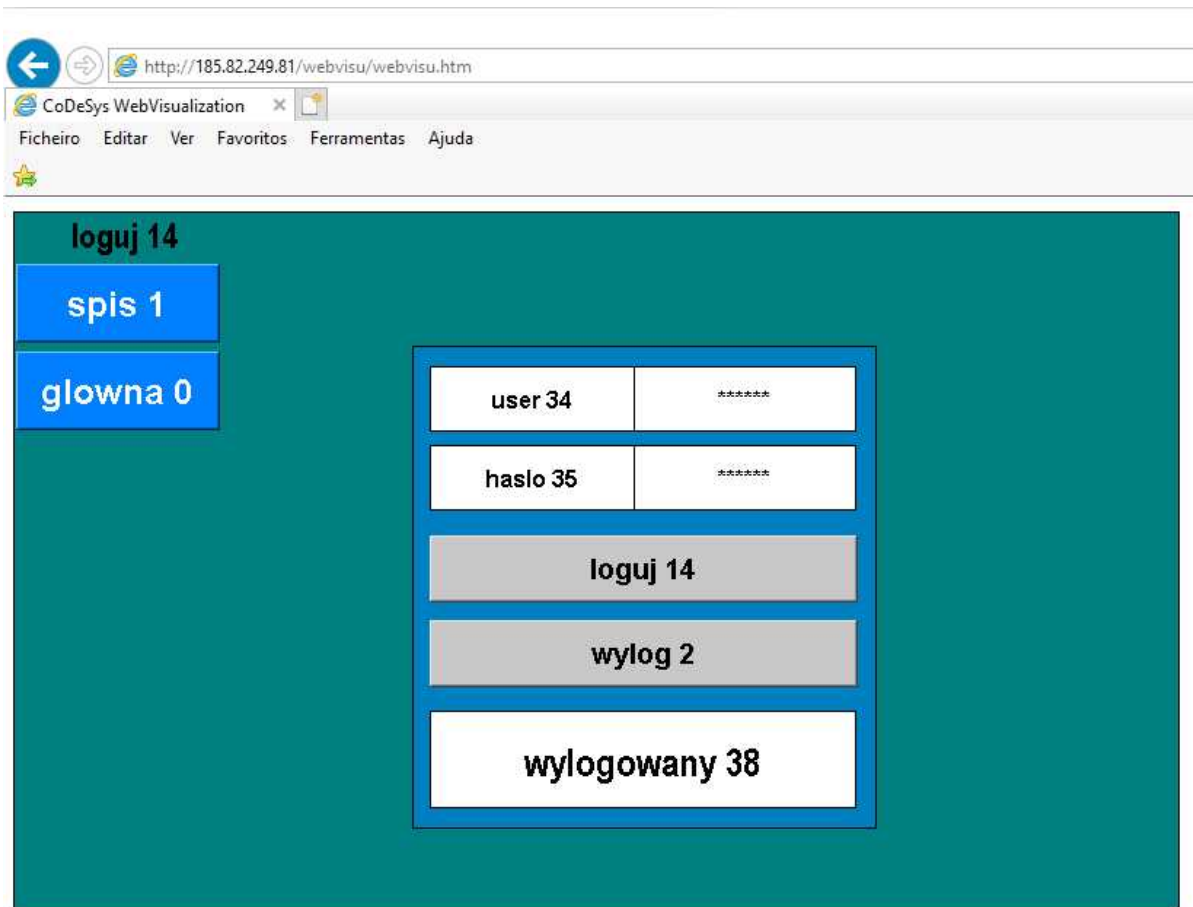 http://185.82.249.81/webvisu/webvisu.htm
CoDeSys WebVisualization
Ficheiro Editar Ver Favoritos Ferramentas Ajuda
loguj 14
spis 1
glowna 0
user 34 ******
haslo 35 ******
loguj 14
wylog 2
wylogowany 38